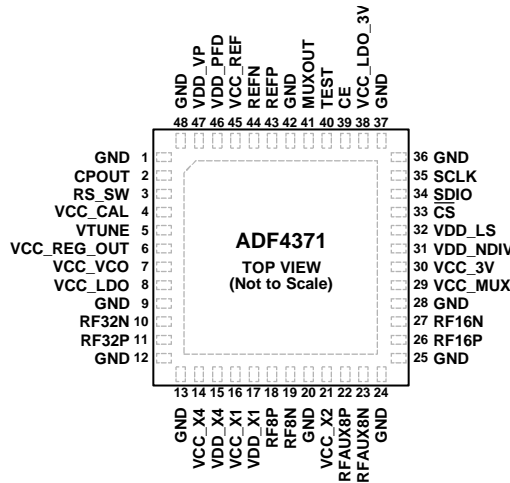 GND
VDD_VP
VDD_PFD
VCC_REF
REFN
REFP
GND
MUXOUT
TEST
CE
VCC_LDO_3V
GND
48 47 46 45 44 43 42 41 40 39 38 37
GND 1
CPOUT 2
RS_SW 3
VCC_CAL 4
VTUNE 5
VCC_REG_OUT 6
VCC_VCO 7
VCC_LDO 8
GND 9
RF32N 10
RF32P 11
GND 12
ADF4371
TOP VIEW
(Not to Scale)
36 GND
35 SCLK
34 SDIO
33 CS
32 VDD_LS
31 VDD_NDIV
30 VCC_3V
29 VCC_MUX
28 GND
27 RF16N
26 RF16P
25 GND
13 14 15 16 17 18 19 20 21 22 23 24
GND
VCC_X4
VDD_X4
VCC_X1
VDD_X1
RF8P
RF8N
GND
VCC_X2
RFAUX8P
RFAUX8N
GND